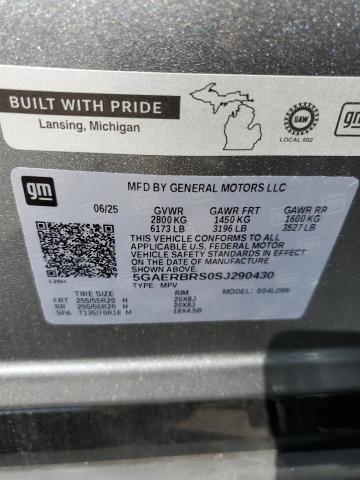 BUILT WITH PRIDE
Lansing, Michigan
UAW
LOCAL 602
gm
gm
MFD BY GENERAL MOTORS LLC
06/25 GVWR GAWR FRT GAWR RR
2800 KG 1450 KG 1600 KG
6173 LB 3196 LB 3527 LB
THIS VEHICLE CONFORMS TO ALL
APPLICABLE U.S. FEDERAL MOTOR
VEHICLE SAFETY STANDARDS IN
EFFECT ON THE DATE OF
MANUFACTURE SHOWN ABOVE.
5GAERBRS0SJ290430
TYPE: MPV
TIRE SIZE RIM MODEL:
FRT 255/55R20 H 20X8J
RR 255/55R20 H 20X8J
SPA T135/70R18 M 18X4.5B